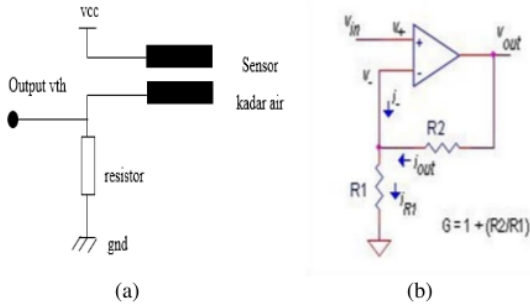 vcc
Output vth
Sensor
kadar air
resistor
gnd
(a)
v_in
v_+
+
v_out
v_-
-
i_-
R2
i_out
R1
i_R1
G = 1 + (R2/R1)
(b)